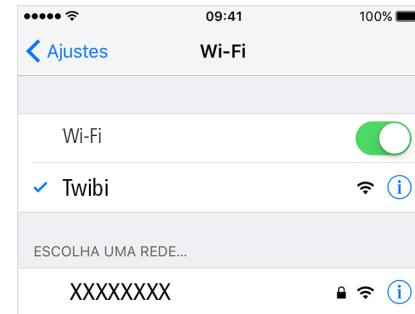 09:41 100%
Ajustes Wi-Fi
Wi-Fi
Twibi
ESCOLHA UMA REDE...
XXXXXXXX